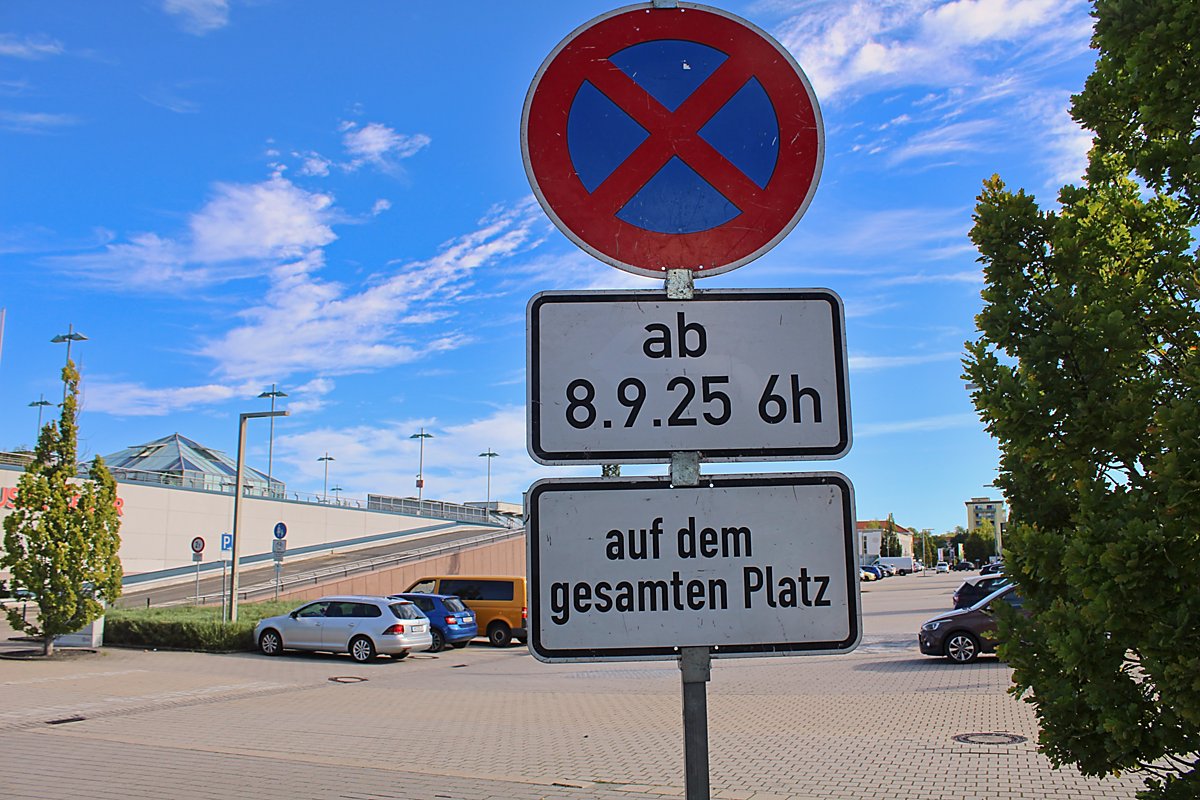 ab
8.9.25 6h
auf dem
gesamten Platz
P